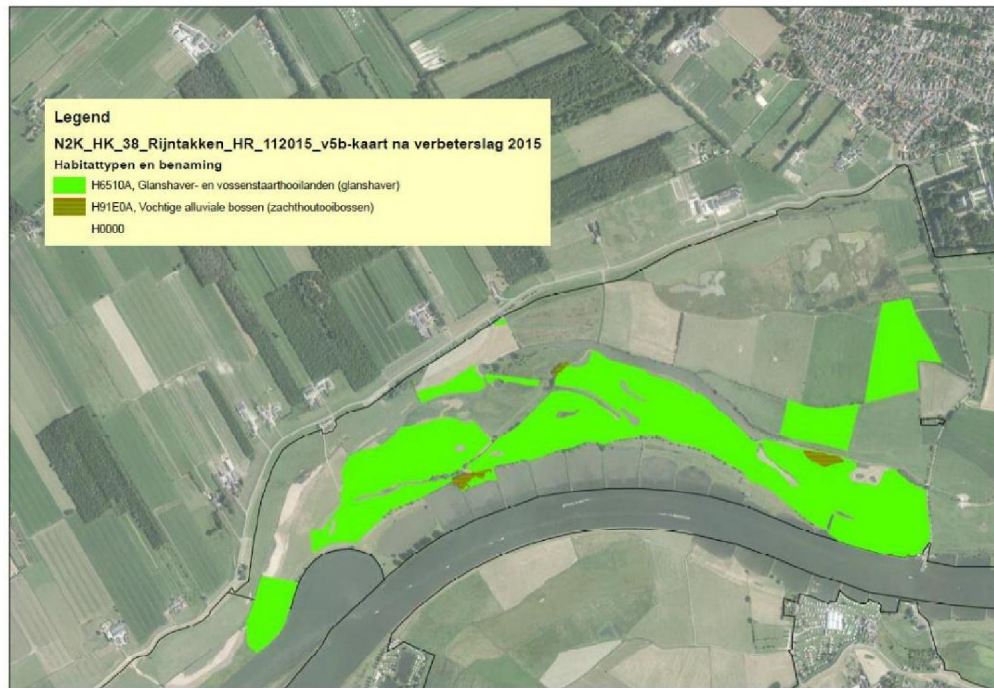 Legend
N2K_HK_38_Rijntakken_HR_112015_v5b-kaart na verbeterslag 2015
Habitattypen en benaming
H6510A, Glanshaver- en vossenstaarthooilanden (glanshaver)
H91E0A, Vochtige alluviale bossen (zachthoutooibossen)
H0000